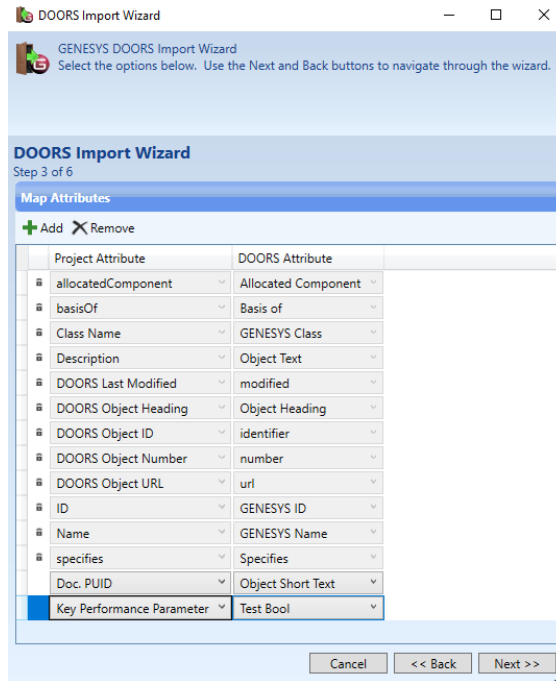 DOORS Import Wizard
GENESYS DOORS Import Wizard
Select the options below. Use the Next and Back buttons to navigate through the wizard.
DOORS Import Wizard
Step 3 of 6
Map Attributes
Add Remove
Project Attribute DOORS Attribute
allocatedComponent Allocated Component
basisOf Basis of
Class Name GENESYS Class
Description Object Text
DOORS Last Modified modified
DOORS Object Heading Object Heading
DOORS Object ID identifier
DOORS Object Number number
DOORS Object URL url
ID GENESYS ID
Name GENESYS Name
specifies Specifies
Doc. PUID Object Short Text
Key Performance Parameter Test Bool
Cancel << Back Next >>